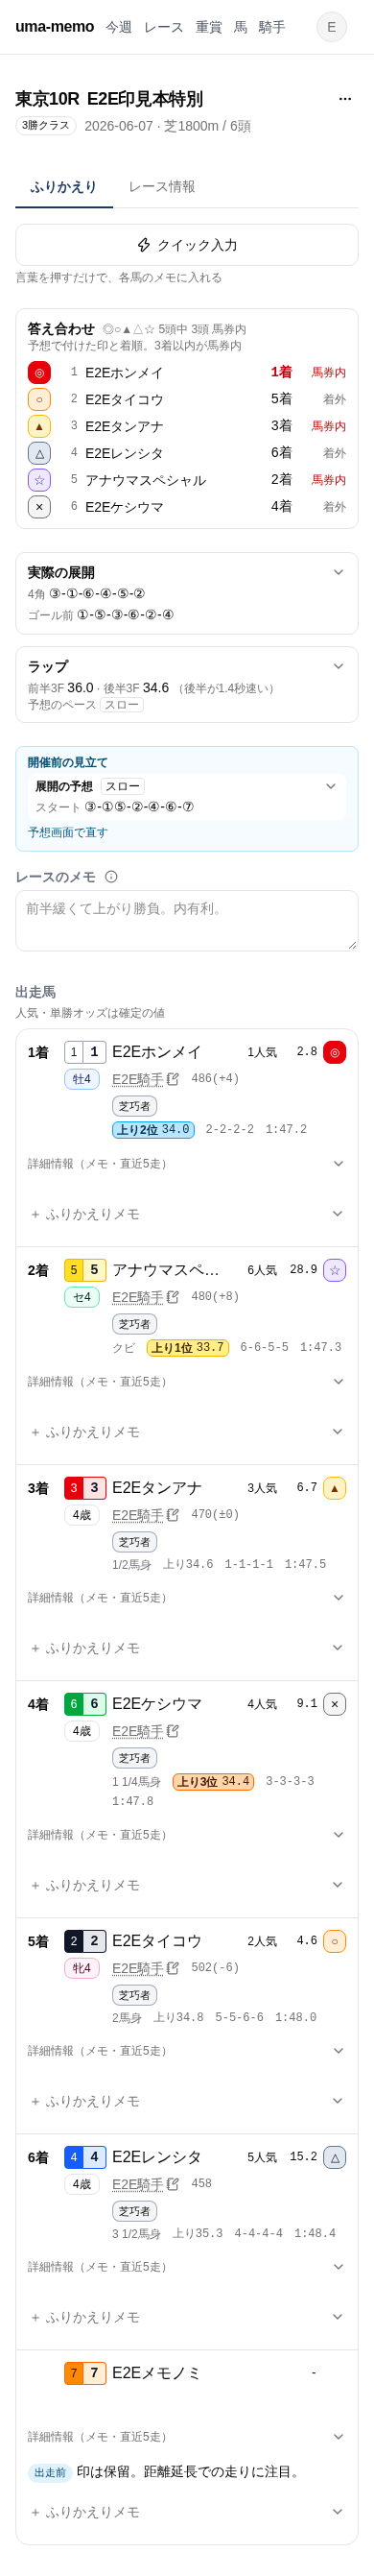 uma-memo 今週 レース 重賞 馬 騎手 E
東京10R E2E印見本特別 …
3勝クラス 2026-06-07 · 芝1800m / 6頭
ふりかえり レース情報
クイック入力
言葉を押すだけで、各馬のメモに入れる
答え合わせ ◎○▲△☆ 5頭中 3頭 馬券内
予想で付けた印と着順。3着以内が馬券内
◎ 1 E2Eホンメイ 1着 馬券内
○ 2 E2Eタイコウ 5着 着外
▲ 3 E2Eタンアナ 3着 馬券内
△ 4 E2Eレンシタ 6着 着外
☆ 5 アナウマスペシャル 2着 馬券内
× 6 E2Eケシウマ 4着 着外
実際の展開
4角 ③-①-⑥-④-⑤-②
ゴール前 ①-⑤-③-⑥-②-④
ラップ
前半3F 36.0 · 後半3F 34.6 （後半が1.4秒速い）
予想のペース スロー
開催前の見立て
展開の予想 スロー
スタート ③-①⑤-②-④-⑥-⑦
予想画面で直す
レースのメモ
前半緩くて上がり勝負。内有利。
出走馬
人気・単勝オッズは確定の値
1着 1 1 E2Eホンメイ 1人気 2.8 ◎
牡4 E2E騎手 486(+4)
芝巧者
上り2位 34.0 2-2-2-2 1:47.2
詳細情報（メモ・直近5走）
＋ ふりかえりメモ
2着 5 5 アナウマスペ… 6人気 28.9 ☆
セ4 E2E騎手 480(+8)
芝巧者
クビ 上り1位 33.7 6-6-5-5 1:47.3
詳細情報（メモ・直近5走）
＋ ふりかえりメモ
3着 3 3 E2Eタンアナ 3人気 6.7 ▲
4歳 E2E騎手 470(±0)
芝巧者
1/2馬身 上り34.6 1-1-1-1 1:47.5
詳細情報（メモ・直近5走）
＋ ふりかえりメモ
4着 6 6 E2Eケシウマ 4人気 9.1 ×
4歳 E2E騎手
芝巧者
1 1/4馬身 上り3位 34.4 3-3-3-3
1:47.8
詳細情報（メモ・直近5走）
＋ ふりかえりメモ
5着 2 2 E2Eタイコウ 2人気 4.6 ○
牝4 E2E騎手 502(-6)
芝巧者
2馬身 上り34.8 5-5-6-6 1:48.0
詳細情報（メモ・直近5走）
＋ ふりかえりメモ
6着 4 4 E2Eレンシタ 5人気 15.2 △
4歳 E2E騎手 458
芝巧者
3 1/2馬身 上り35.3 4-4-4-4 1:48.4
詳細情報（メモ・直近5走）
＋ ふりかえりメモ
7 7 E2Eメモノミ -
詳細情報（メモ・直近5走）
出走前 印は保留。距離延長での走りに注目。
＋ ふりかえりメモ